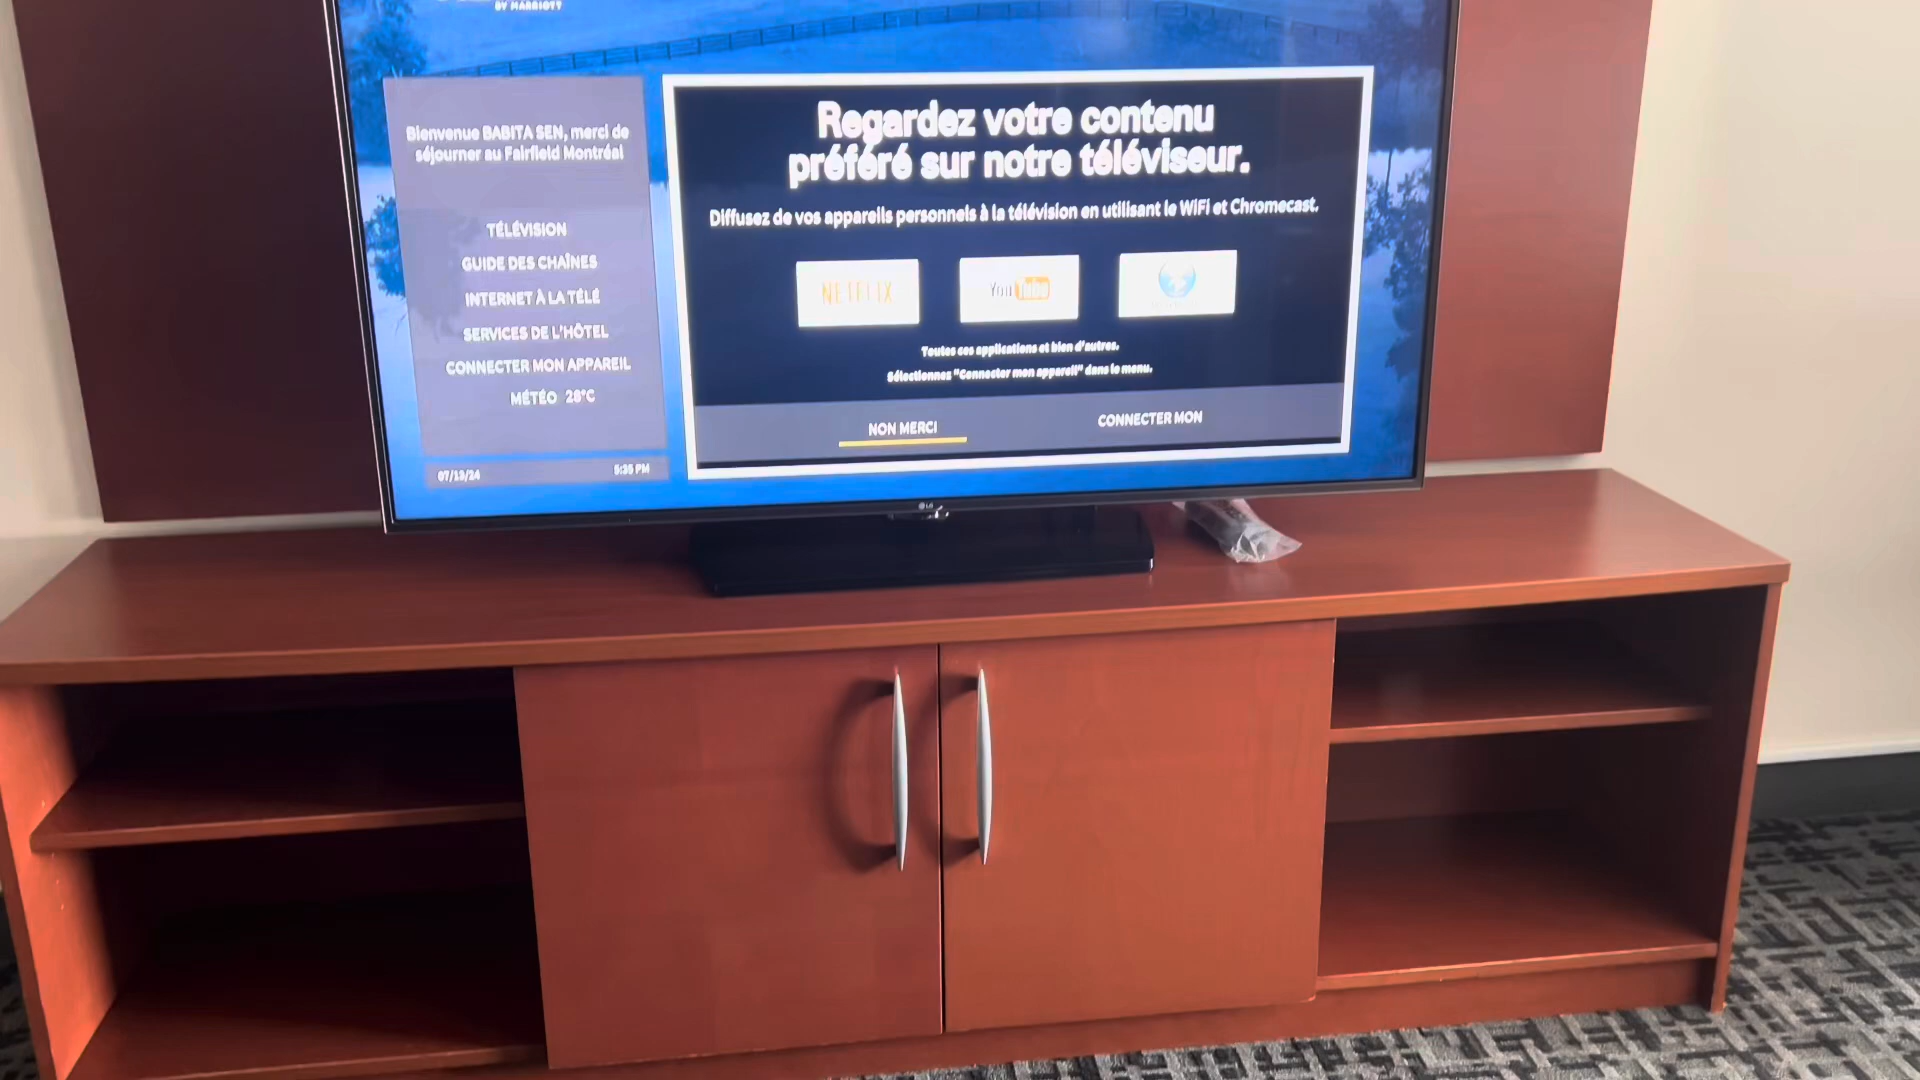 BY MARRIOTT
Bienvenue BABITA SEN, merci de
séjourner au Fairfield Montréal
TÉLÉVISION
GUIDE DES CHAÎNES
INTERNET À LA TÉLÉ
SERVICES DE L'HÔTEL
CONNECTER MON APPAREIL
MÉTÉO 28°C
07/13/24
5:35 PM
Regardez votre contenu
préféré sur notre téléviseur.
Diffusez de vos appareils personnels à la télévision en utilisant le WiFi et Chromecast.
NETFLIX
YouTube
Toutes ces applications et bien d'autres.
Sélectionnez "Connecter mon appareil" dans le menu.
NON MERCI
CONNECTER MON
LG